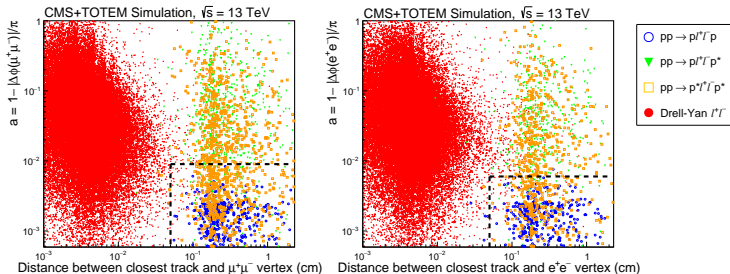 CMS+TOTEM Simulation, √s = 13 TeV
a = 1− |Δϕ(μ⁺μ⁻)|/π
1
10⁻¹
10⁻²
10⁻³
10⁻³ 10⁻² 10⁻¹ 1
Distance between closest track and μ⁺μ⁻ vertex (cm)
CMS+TOTEM Simulation, √s = 13 TeV
a = 1− |Δϕ(e⁺e⁻)|/π
1
10⁻¹
10⁻²
10⁻³
10⁻³ 10⁻² 10⁻¹ 1
Distance between closest track and e⁺e⁻ vertex (cm)
pp → pl⁺l⁻p
pp → pl⁺l⁻p*
pp → p*l⁺l⁻p*
Drell-Yan l⁺l⁻